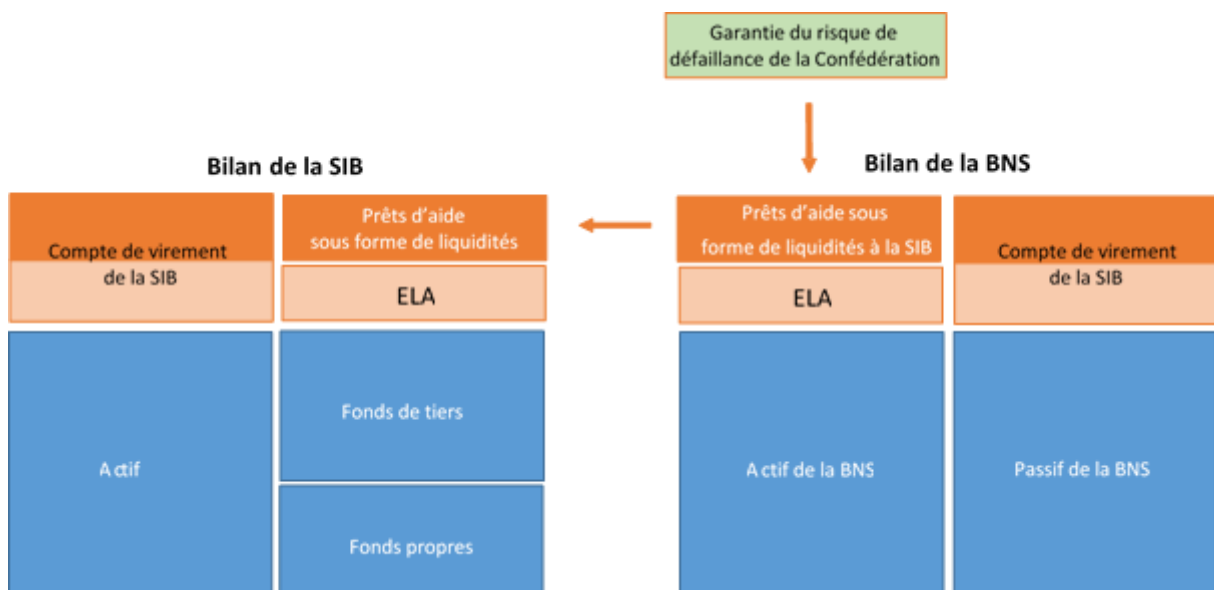 Garantie du risque de
défaillance de la Confédération
Bilan de la SIB
Bilan de la BNS
Compte de virement
de la SIB
Prêts d'aide
sous forme de liquidités
ELA
Prêts d'aide sous
forme de liquidités à la SIB
ELA
Compte de virement
de la SIB
Actif
Fonds de tiers
Fonds propres
Actif de la BNS
Passif de la BNS